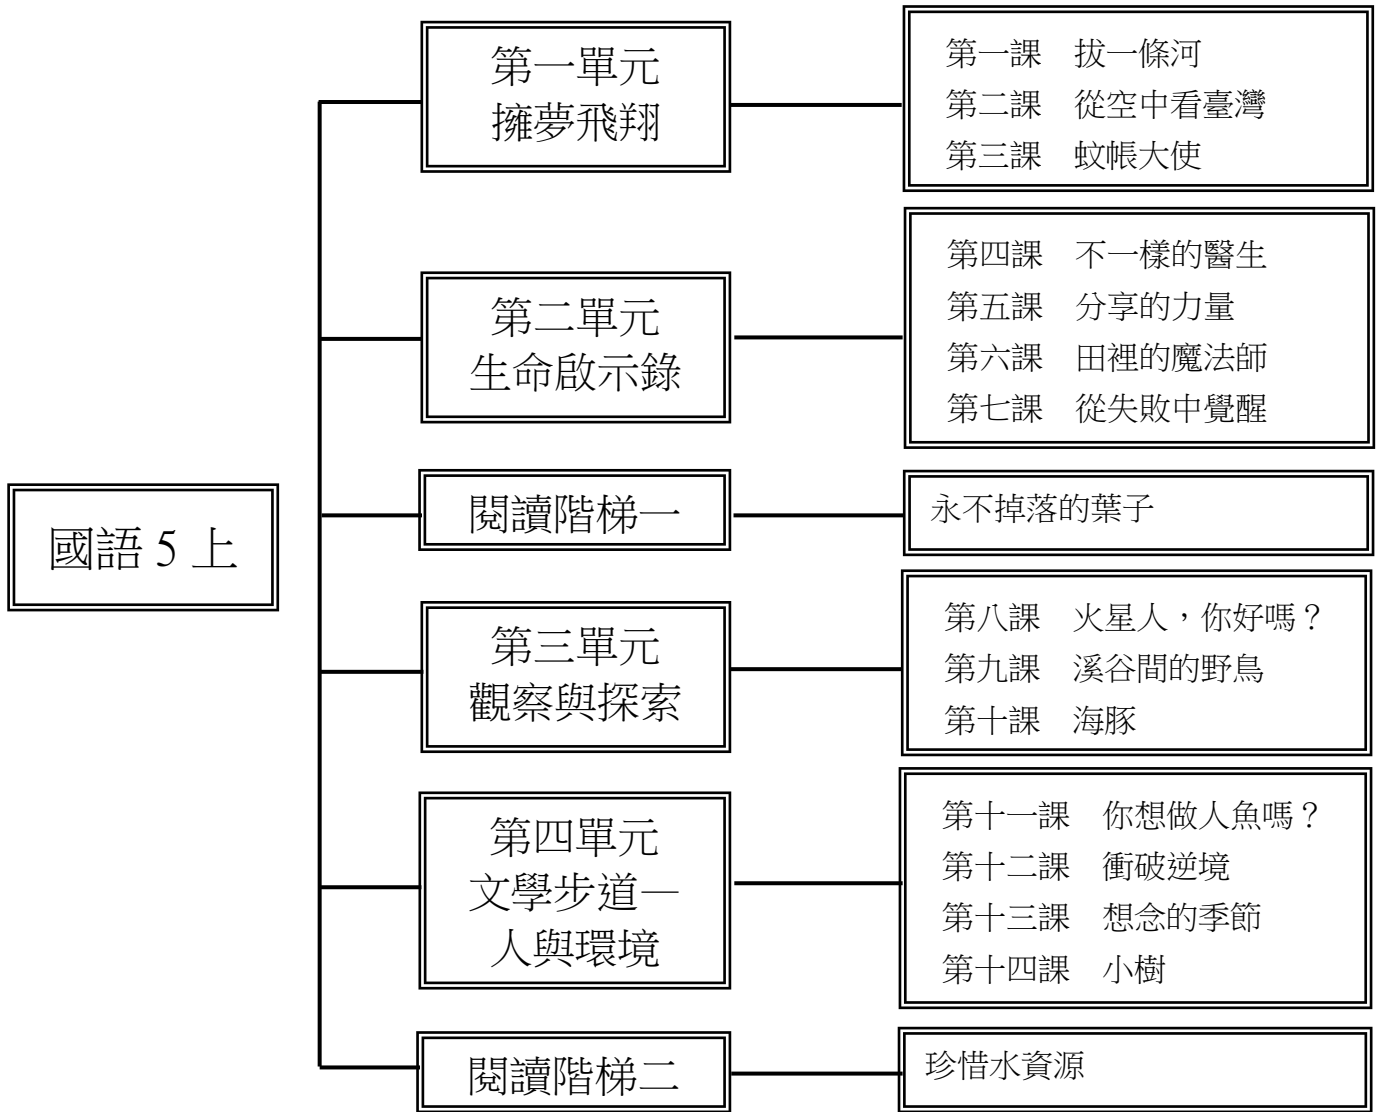 國語 5 上
第一單元
擁夢飛翔
第一課 拔一條河
第二課 從空中看臺灣
第三課 蚊帳大使
第二單元
生命啟示錄
第四課 不一樣的醫生
第五課 分享的力量
第六課 田裡的魔法師
第七課 從失敗中覺醒
閱讀階梯一
永不掉落的葉子
第三單元
觀察與探索
第八課 火星人，你好嗎？
第九課 溪谷間的野鳥
第十課 海豚
第四單元
文學步道—
人與環境
第十一課 你想做人魚嗎？
第十二課 衝破逆境
第十三課 想念的季節
第十四課 小樹
閱讀階梯二
珍惜水資源